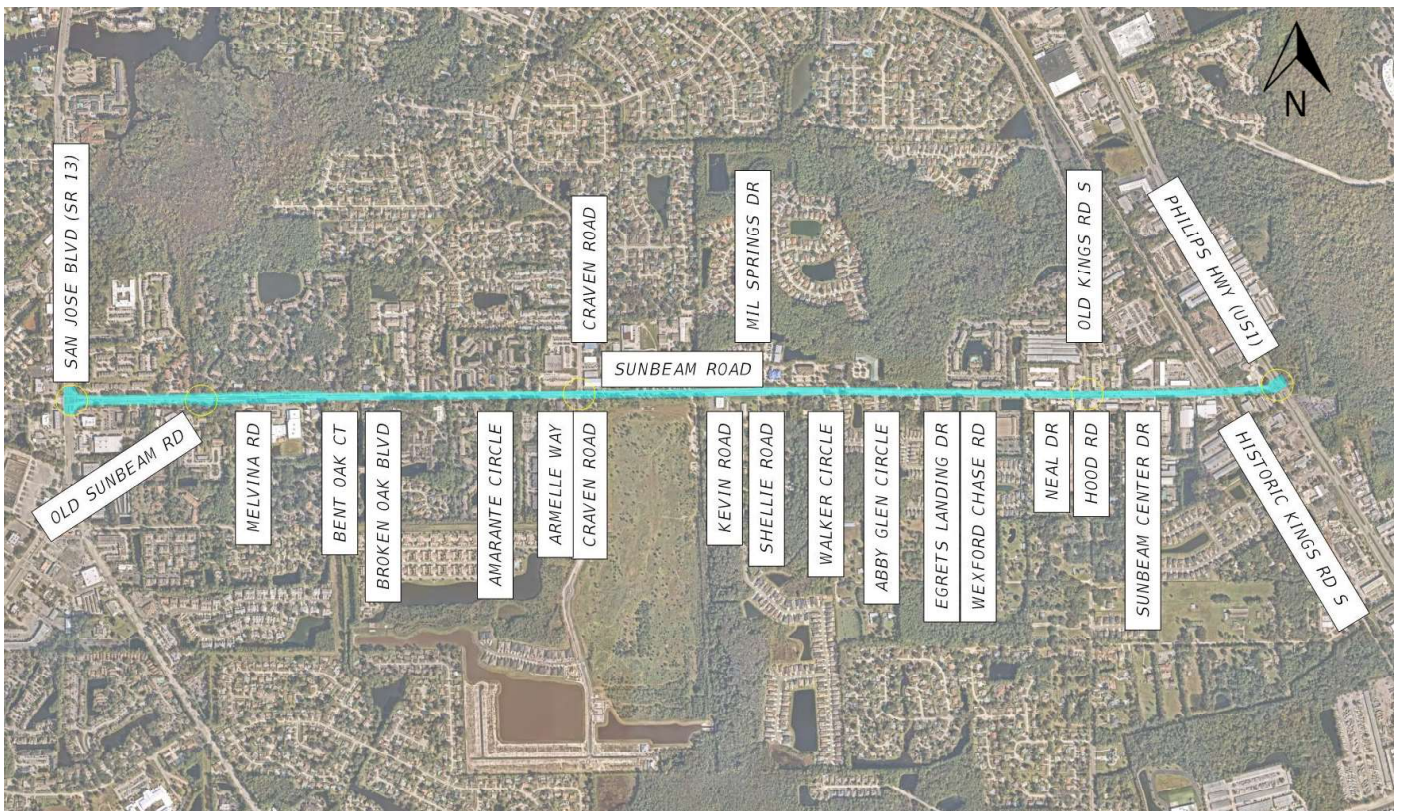 N
SAN JOSE BLVD (SR 13)
CRAVEN ROAD
MIL SPRINGS DR
OLD KINGS RD S
PHILiPS HWY (US1)
SUNBEAM ROAD
OLD SUNBEAM RD
MELVINA RD
BENT OAK CT
BROKEN OAK BLVD
AMARANTE CIRCLE
ARMELLE WAY
CRAVEN ROAD
KEVIN ROAD
SHELLIE ROAD
WALKER CIRCLE
ABBY GLEN CIRCLE
EGRETS LANDING DR
WEXFORD CHASE RD
NEAL DR
HOOD RD
SUNBEAM CENTER DR
HISTORIC KINGS RD S